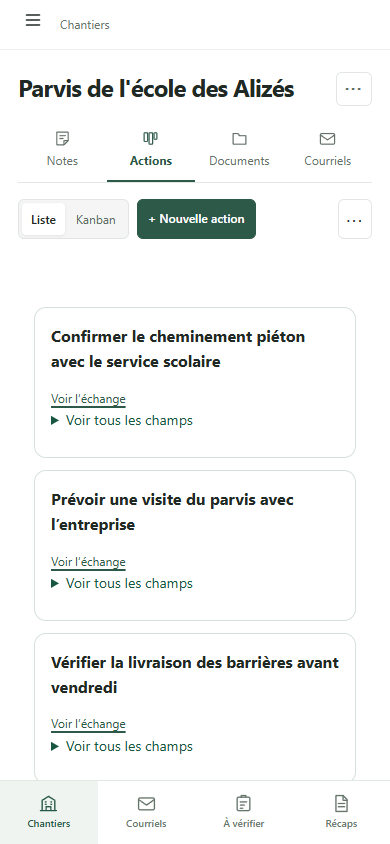 Chantiers
Parvis de l'école des Alizés
...
Notes
Actions
Documents
Courriels
Liste
Kanban
+ Nouvelle action
...
Confirmer le cheminement piéton
avec le service scolaire
Voir l’échange
Voir tous les champs
Prévoir une visite du parvis avec
l’entreprise
Voir l’échange
Voir tous les champs
Vérifier la livraison des barrières avant
vendredi
Voir l’échange
Voir tous les champs
Chantiers
Courriels
À vérifier
Récaps